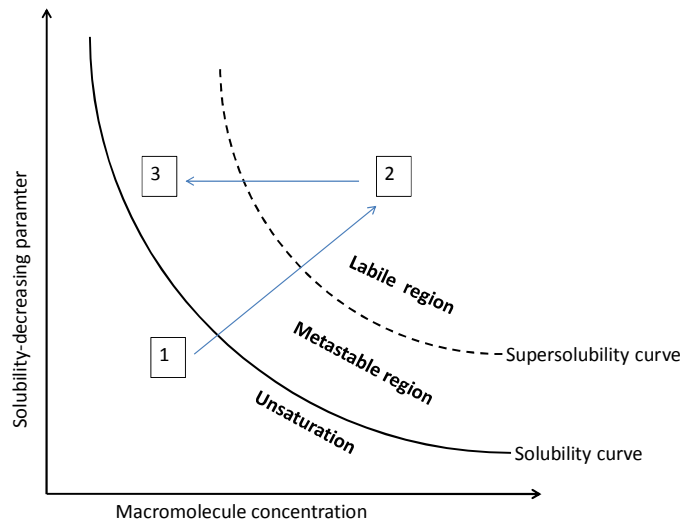 Solubility-decreasing paramter
3
2
Labile region
1
Metastable region
Supersolubility curve
Unsaturation
Solubility curve
Macromolecule concentration